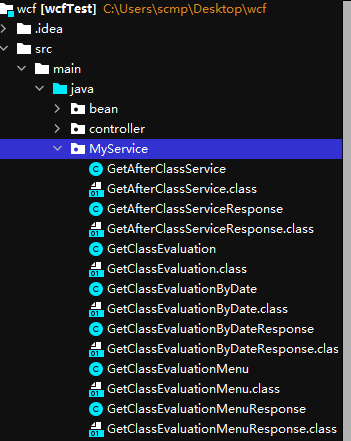 wcf [wcfTest] C:\Users\scmp\Desktop\wcf
.idea
src
main
java
bean
controller
MyService
GetAfterClassService
GetAfterClassService.class
GetAfterClassServiceResponse
GetAfterClassServiceResponse.class
GetClassEvaluation
GetClassEvaluation.class
GetClassEvaluationByDate
GetClassEvaluationByDate.class
GetClassEvaluationByDateResponse
GetClassEvaluationByDateResponse.clas
GetClassEvaluationMenu
GetClassEvaluationMenu.class
GetClassEvaluationMenuResponse
GetClassEvaluationMenuResponse.class